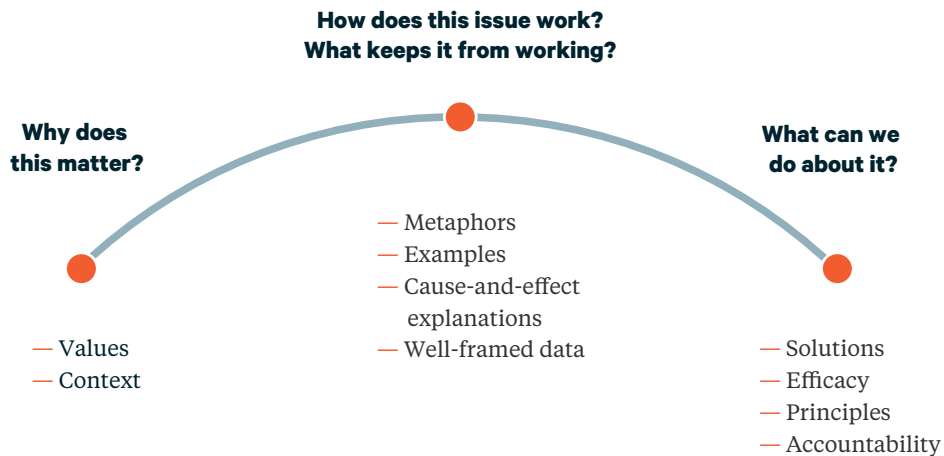 How does this issue work?
What keeps it from working?
Why does
this matter?
What can we
do about it?
— Metaphors
— Examples
— Cause-and-effect
explanations
— Well-framed data
— Values
— Context
— Solutions
— Efficacy
— Principles
— Accountability